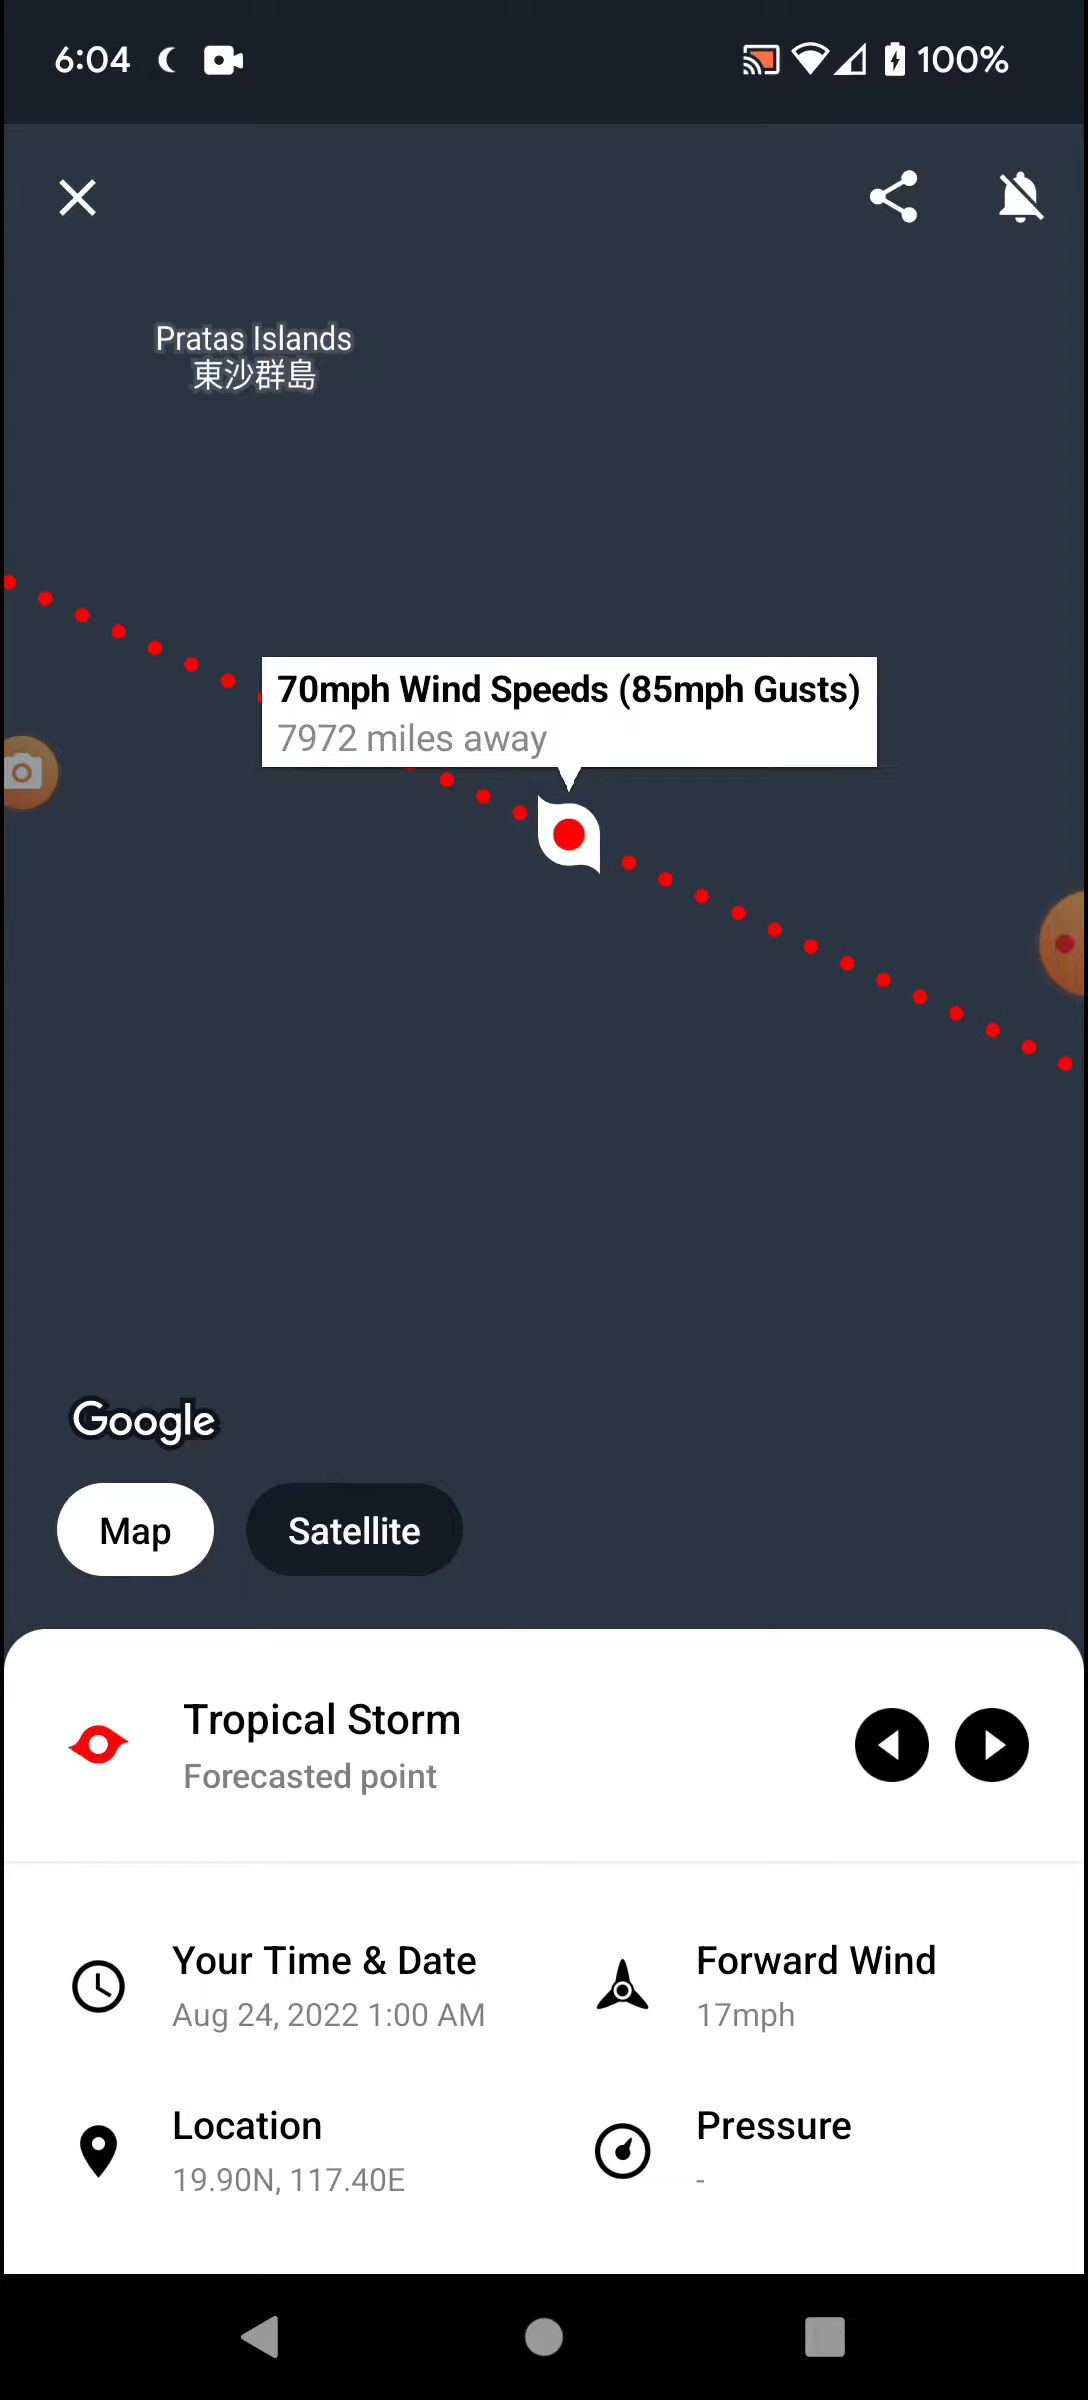 6:04
100%
Pratas Islands
東沙群島
70mph Wind Speeds (85mph Gusts)
7972 miles away
Google
Map
Satellite
Tropical Storm
Forecasted point
Your Time & Date
Aug 24, 2022 1:00 AM
Forward Wind
17mph
Location
19.90N, 117.40E
Pressure
-